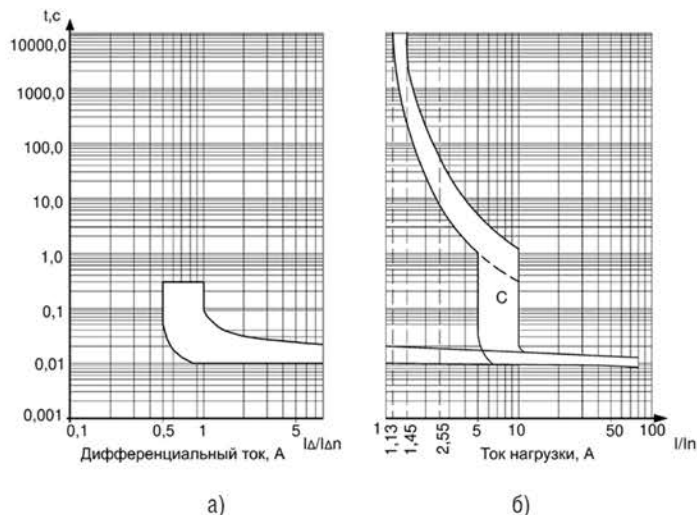 t,c
10000,0
1000,0
100,0
10,0
1,0
0,1
0,01
0,001
0,1
0,5
1
5
IΔ/IΔn
Дифференциальный ток, А
а)
C
1
1,13
1,45
2,55
5
10
50
100
I/In
Ток нагрузки, А
б)